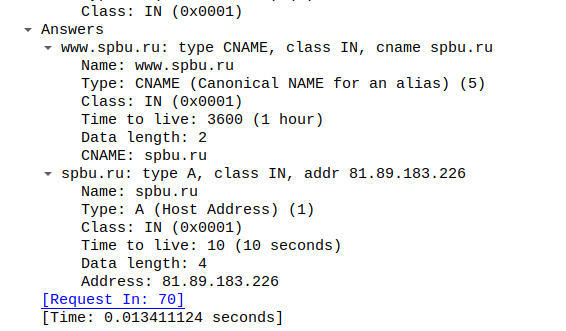 Class: IN (0x0001)
Answers
www.spbu.ru: type CNAME, class IN, cname spbu.ru
Name: www.spbu.ru
Type: CNAME (Canonical NAME for an alias) (5)
Class: IN (0x0001)
Time to live: 3600 (1 hour)
Data length: 2
CNAME: spbu.ru
spbu.ru: type A, class IN, addr 81.89.183.226
Name: spbu.ru
Type: A (Host Address) (1)
Class: IN (0x0001)
Time to live: 10 (10 seconds)
Data length: 4
Address: 81.89.183.226
[Request In: 70]
[Time: 0.013411124 seconds]